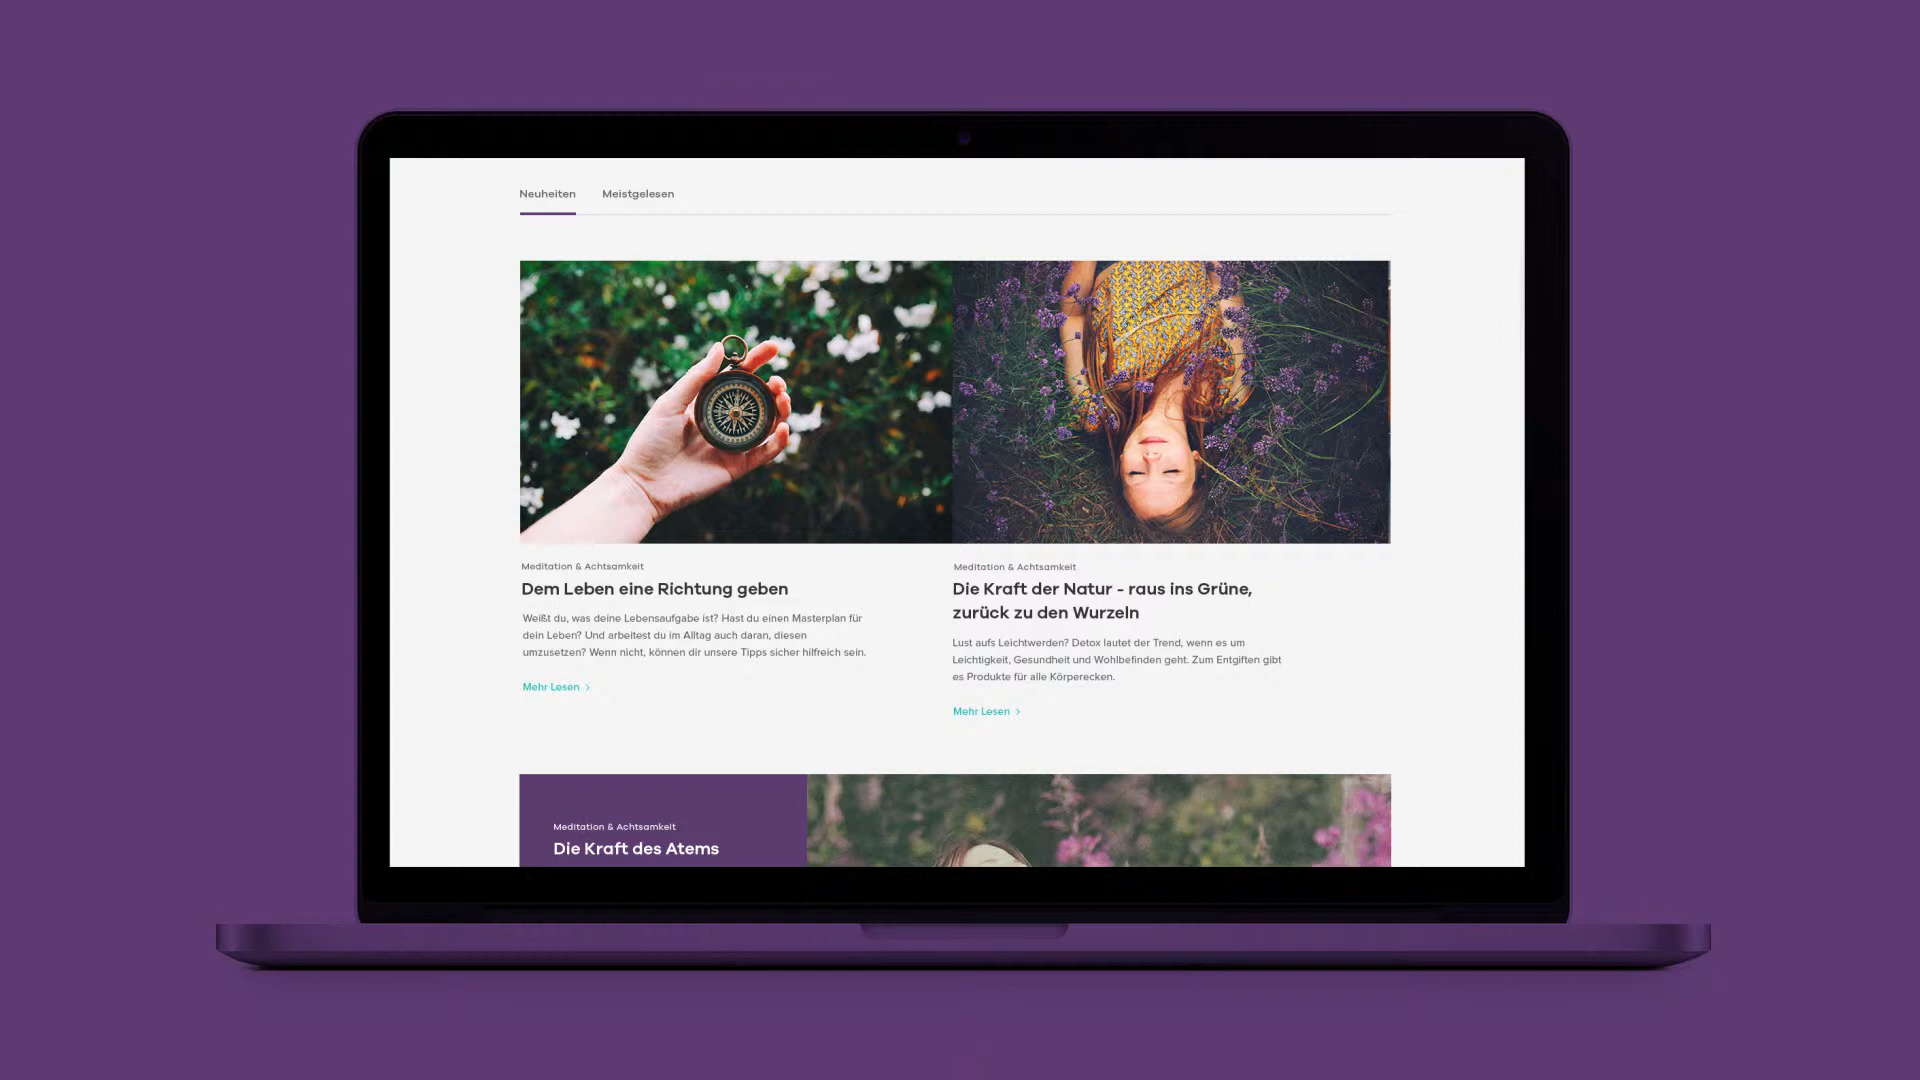 Neuheiten Meistgelesen
Meditation & Achtsamkeit
Dem Leben eine Richtung geben
Weißt du, was deine Lebensaufgabe ist? Hast du einen Masterplan für
dein Leben? Und arbeitest du im Alltag auch daran, diesen
umzusetzen? Wenn nicht, können dir unsere Tipps sicher hilfreich sein.
Mehr Lesen
Meditation & Achtsamkeit
Die Kraft der Natur - raus ins Grüne,
zurück zu den Wurzeln
Lust aufs Leichtwerden? Detox lautet der Trend, wenn es um
Leichtigkeit, Gesundheit und Wohlbefinden geht. Zum Entgiften gibt
es Produkte für alle Körperecken.
Mehr Lesen
Meditation & Achtsamkeit
Die Kraft des Atems